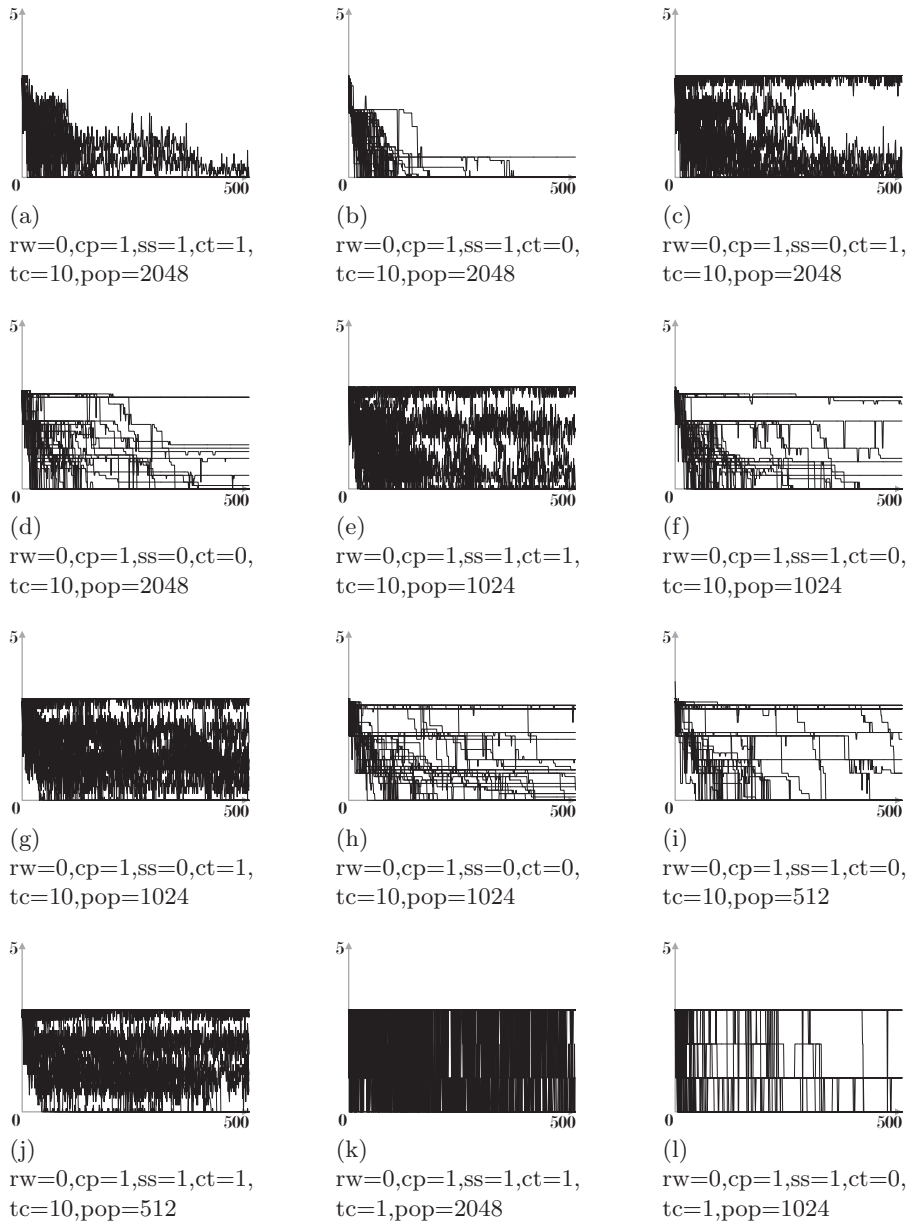 5 5 5
0 500 0 500 0 500
(a) (b) (c)
rw=0,cp=1,ss=1,ct=1, rw=0,cp=1,ss=1,ct=0, rw=0,cp=1,ss=0,ct=1,
tc=10,pop=2048 tc=10,pop=2048 tc=10,pop=2048
5 5 5
0 500 0 500 0 500
(d) (e) (f)
rw=0,cp=1,ss=0,ct=0, rw=0,cp=1,ss=1,ct=1, rw=0,cp=1,ss=1,ct=0,
tc=10,pop=2048 tc=10,pop=1024 tc=10,pop=1024
5 5 5
0 500 0 500 0 500
(g) (h) (i)
rw=0,cp=1,ss=0,ct=1, rw=0,cp=1,ss=0,ct=0, rw=0,cp=1,ss=1,ct=0,
tc=10,pop=1024 tc=10,pop=1024 tc=10,pop=512
5 5 5
0 500 0 500 0 500
(j) (k) (l)
rw=0,cp=1,ss=1,ct=1, rw=0,cp=1,ss=1,ct=1, rw=0,cp=1,ss=1,ct=0,
tc=10,pop=512 tc=1,pop=2048 tc=1,pop=1024